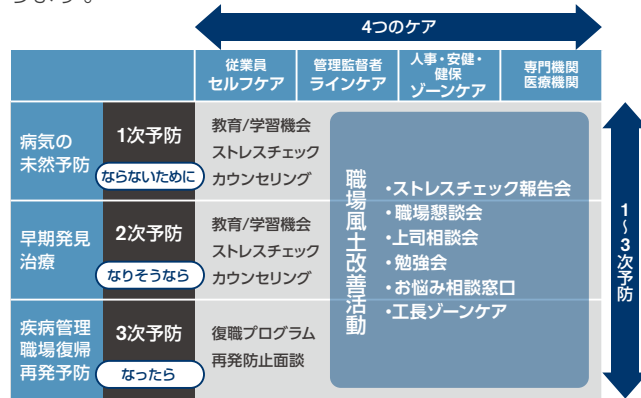 4つのケア
従業員
セルフケア
管理監督者
ラインケア
人事・安健・
健保
ゾーンケア
専門機関
医療機関
病気の
未然予防
1次予防
ならないために
教育/学習機会
ストレスチェック
カウンセリング
早期発見
治療
2次予防
なりそうなら
教育/学習機会
ストレスチェック
カウンセリング
疾病管理
職場復帰
再発予防
3次予防
なったら
復職プログラム
再発防止面談
職場風土改善活動
・ストレスチェック報告会
・職場懇談会
・上司相談会
・勉強会
・お悩み相談窓口
・工長ゾーンケア
1〜3次予防